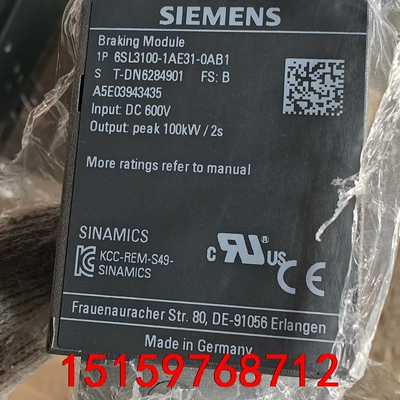 SIEMENS
Braking Module
1P 6SL3100-1AE31-0AB1
S T-DN6284901 FS: B
A5E03943435
Input: DC 600V
Output: peak 100kW / 2s
More ratings refer to manual
SINAMICS
KCC-REM-S49-
SINAMICS
c RU US CE
Frauenauracher Str. 80, DE-91056 Erlangen
Made in Germany
15159768712